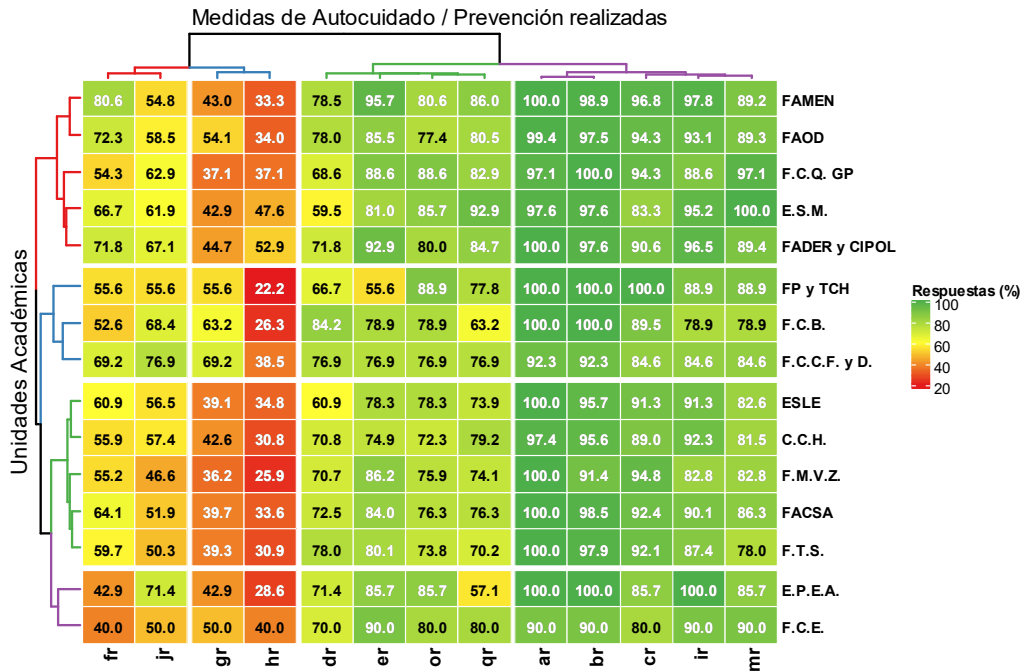 Medidas de Autocuidado / Prevención realizadas
Unidades Académicas
80.6 54.8 43.0 33.3 78.5 95.7 80.6 86.0 100.0 98.9 96.8 97.8 89.2 FAMEN
72.3 58.5 54.1 34.0 78.0 85.5 77.4 80.5 99.4 97.5 94.3 93.1 89.3 FAOD
54.3 62.9 37.1 37.1 68.6 88.6 88.6 82.9 97.1 100.0 94.3 88.6 97.1 F.C.Q. GP
66.7 61.9 42.9 47.6 59.5 81.0 85.7 92.9 97.6 97.6 83.3 95.2 100.0 E.S.M.
71.8 67.1 44.7 52.9 71.8 92.9 80.0 84.7 100.0 97.6 90.6 96.5 89.4 FADER y CIPOL
55.6 55.6 55.6 22.2 66.7 55.6 88.9 77.8 100.0 100.0 100.0 88.9 88.9 FP y TCH
52.6 68.4 63.2 26.3 84.2 78.9 78.9 63.2 100.0 100.0 89.5 78.9 78.9 F.C.B.
69.2 76.9 69.2 38.5 76.9 76.9 76.9 76.9 92.3 92.3 84.6 84.6 84.6 F.C.C.F. y D.
60.9 56.5 39.1 34.8 60.9 78.3 78.3 73.9 100.0 95.7 91.3 91.3 82.6 ESLE
55.9 57.4 42.6 30.8 70.8 74.9 72.3 79.2 97.4 95.6 89.0 92.3 81.5 C.C.H.
55.2 46.6 36.2 25.9 70.7 86.2 75.9 74.1 100.0 91.4 94.8 82.8 82.8 F.M.V.Z.
64.1 51.9 39.7 33.6 72.5 84.0 76.3 76.3 100.0 98.5 92.4 90.1 86.3 FACSA
59.7 50.3 39.3 30.9 78.0 80.1 73.8 70.2 100.0 97.9 92.1 87.4 78.0 F.T.S.
42.9 71.4 42.9 28.6 71.4 85.7 85.7 57.1 100.0 100.0 85.7 100.0 85.7 E.P.E.A.
40.0 50.0 50.0 40.0 70.0 90.0 80.0 80.0 90.0 90.0 80.0 90.0 90.0 F.C.E.
fr jr gr hr dr er or qr ar br cr ir mr
Respuestas (%)
100
80
60
40
20